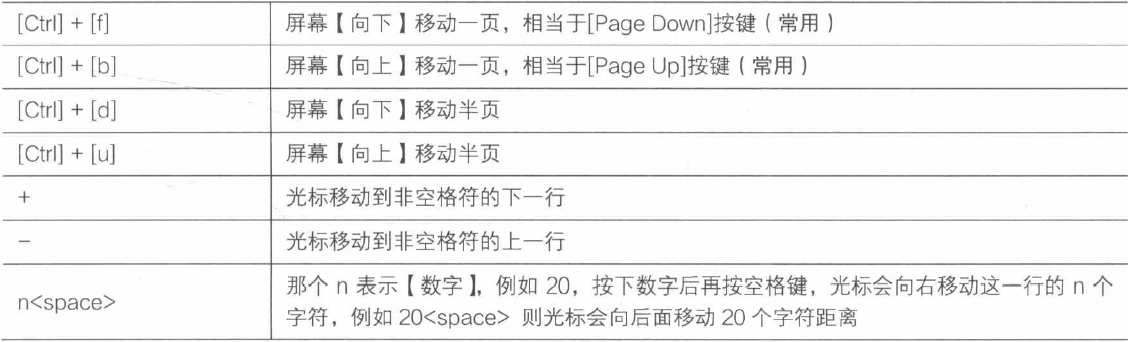 [Ctrl] + [f] 屏幕【向下】移动一页，相当于[Page Down]按键（常用）
[Ctrl] + [b] 屏幕【向上】移动一页，相当于[Page Up]按键（常用）
[Ctrl] + [d] 屏幕【向下】移动半页
[Ctrl] + [u] 屏幕【向上】移动半页
+ 光标移动到非空格符的下一行
− 光标移动到非空格符的上一行
n<space> 那个 n 表示【数字】，例如 20，按下数字后再按空格键，光标会向右移动这一行的 n 个
字符，例如 20<space> 则光标会向后面移动 20 个字符距离